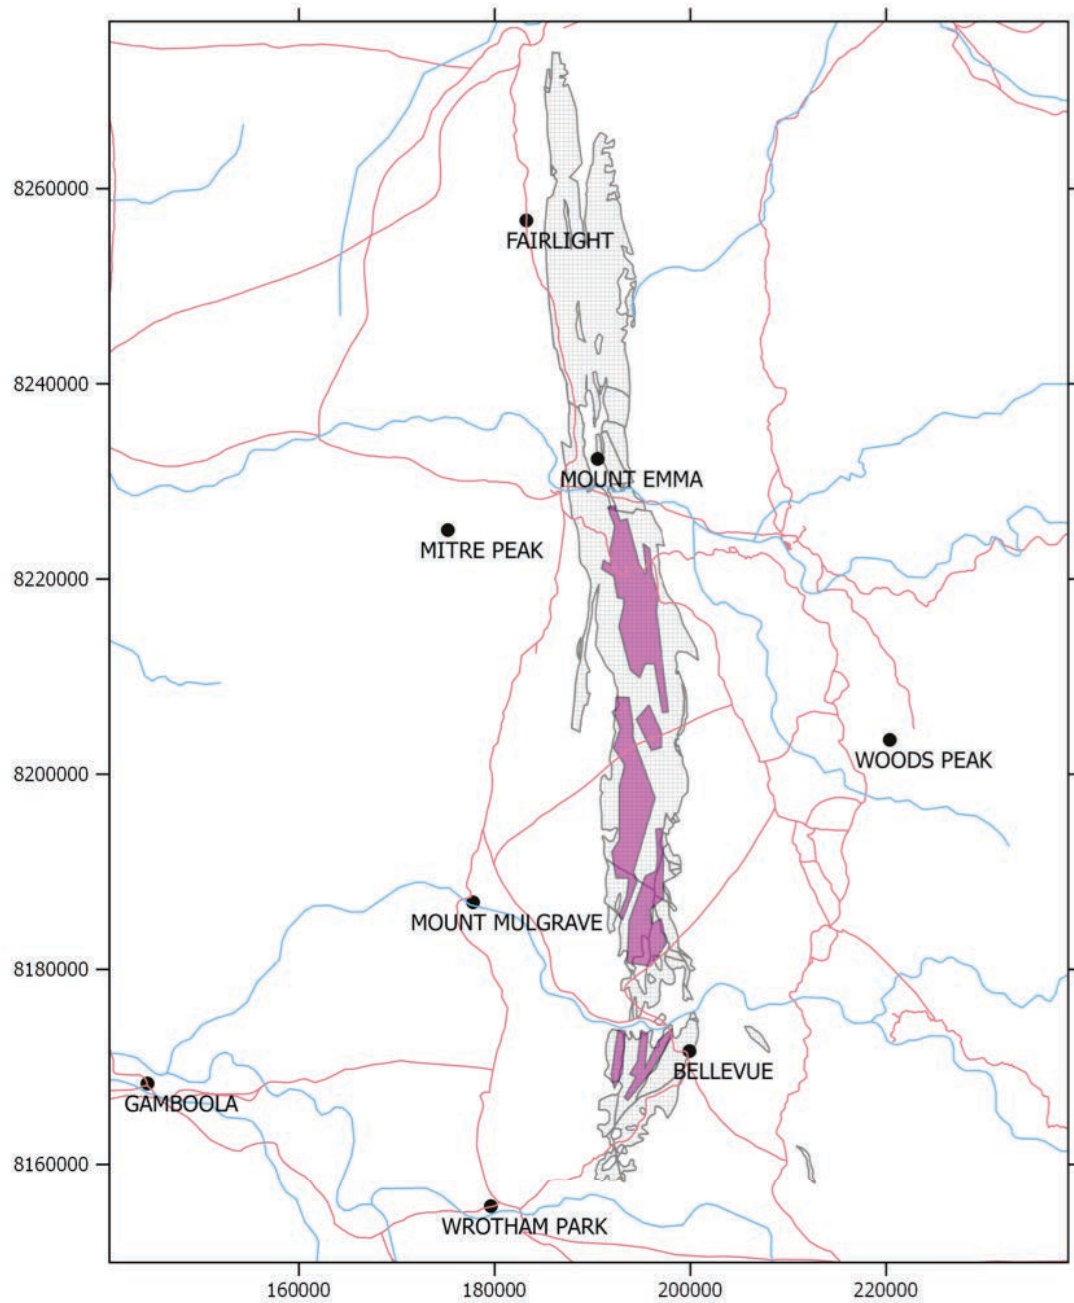 8260000
FAIRLIGHT
8240000
MOUNT EMMA
MITRE PEAK
8220000
WOODS PEAK
8200000
MOUNT MULGRAVE
8180000
BELLEVUE
GAMBOOLA
8160000
WROTHAM PARK
160000 180000 200000 220000